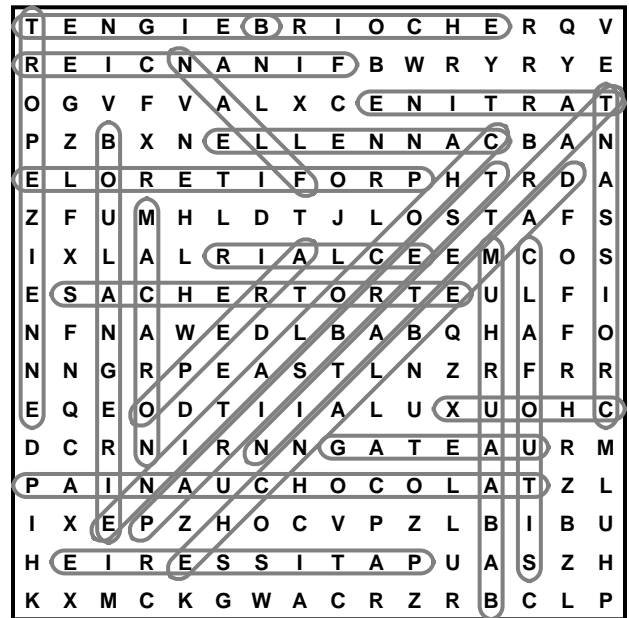 T E N G I E B R I O C H E R Q V
R E I C N A N I F B W R Y R Y E
O G V F V A L X C E N I T R A T
P Z B X N E L L E N N A C B A N
E L O R E T I F O R P H T R D A
Z F U M H L D T J L O S T A F S
I X L A L R I A L C E E M C O S
E S A C H E R T O R T E U L F I
N F N A W E D L B A B Q H A F O
N N G R P E A S T L N Z R F R R
E Q E O D T I I A L U X U O H C
D C R N I R N N G A T E A U R M
P A I N A U C H O C O L A T Z L
I X E P Z H O C V P Z L B I B U
H E I R E S S I T A P U A S Z H
K X M C K G W A C R Z R B C L P